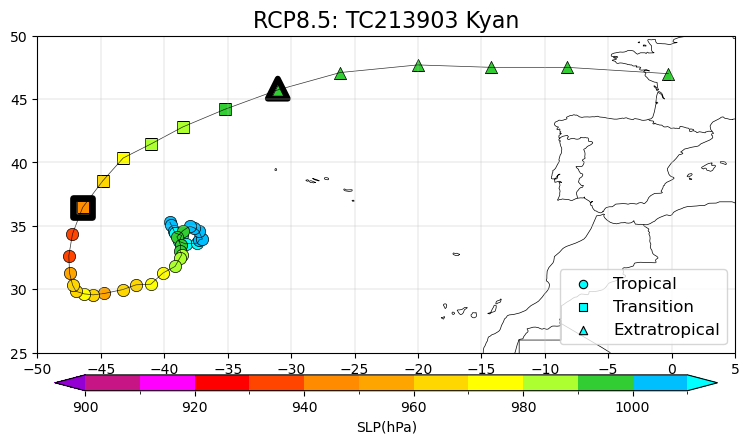 RCP8.5: TC213903 Kyan
50
45
40
35
30
25
Tropical
Transition
Extratropical
−50 −45 −40 −35 −30 −25 −20 −15 −10 −5 0 5
900 920 940 960 980 1000
SLP(hPa)